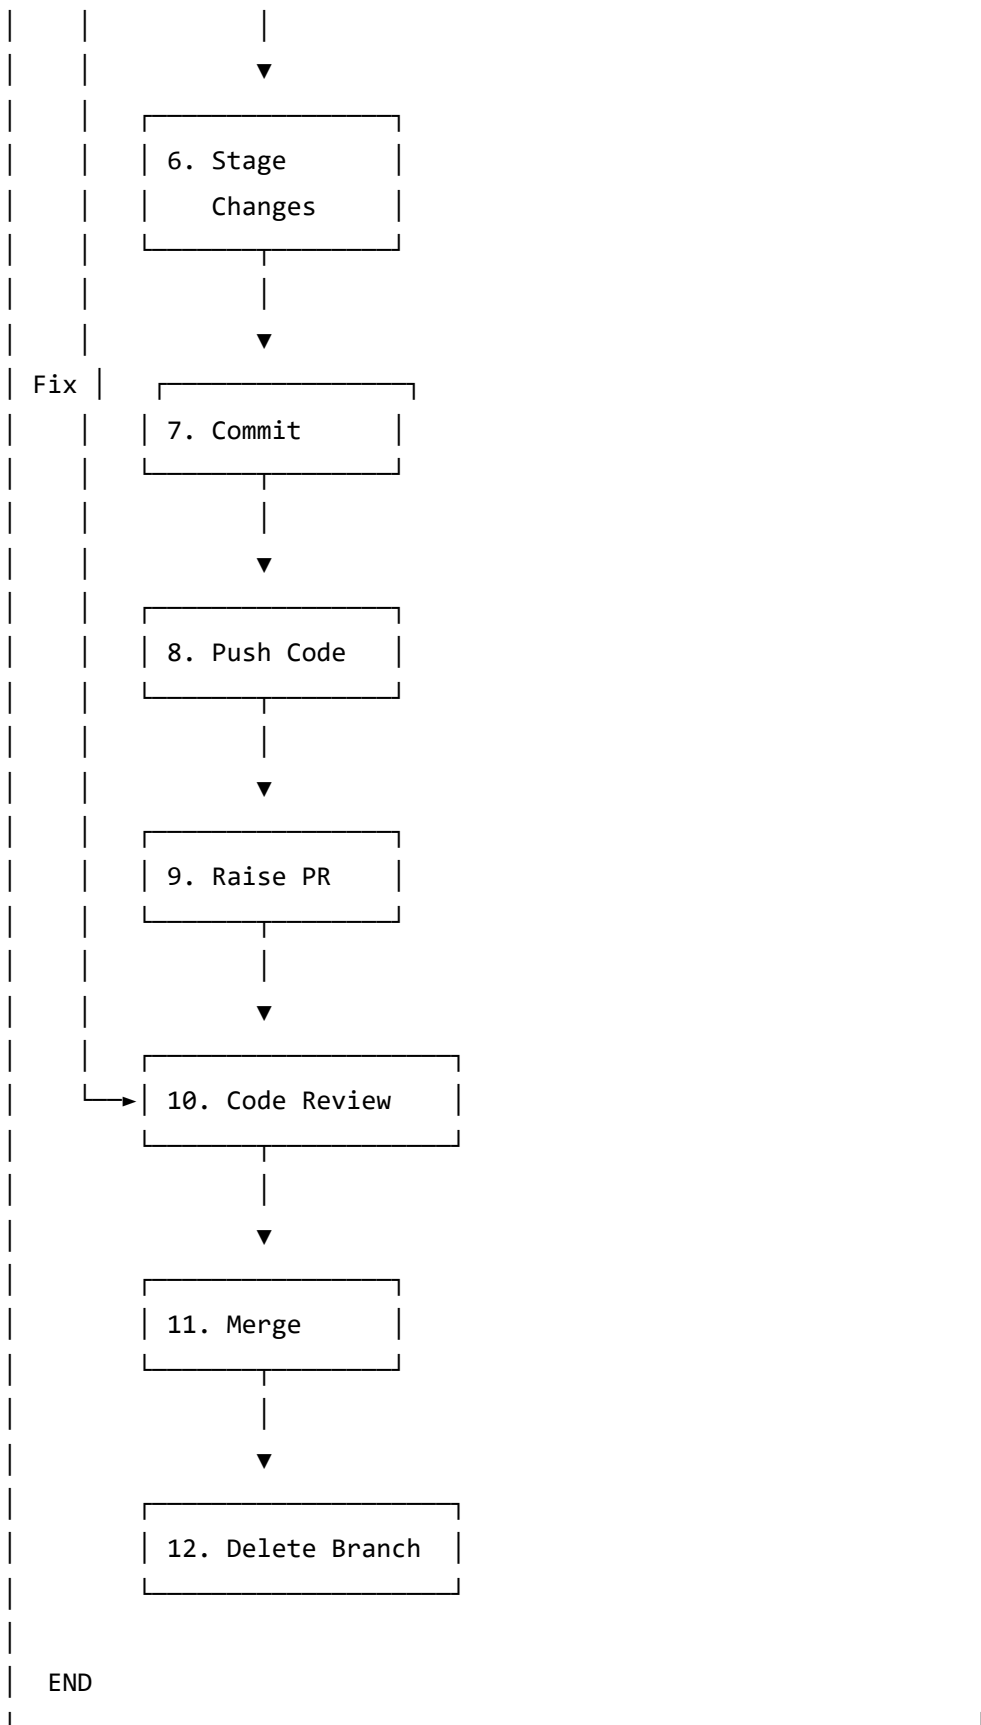 6. Stage
Changes
Fix
7. Commit
8. Push Code
9. Raise PR
10. Code Review
11. Merge
12. Delete Branch
END